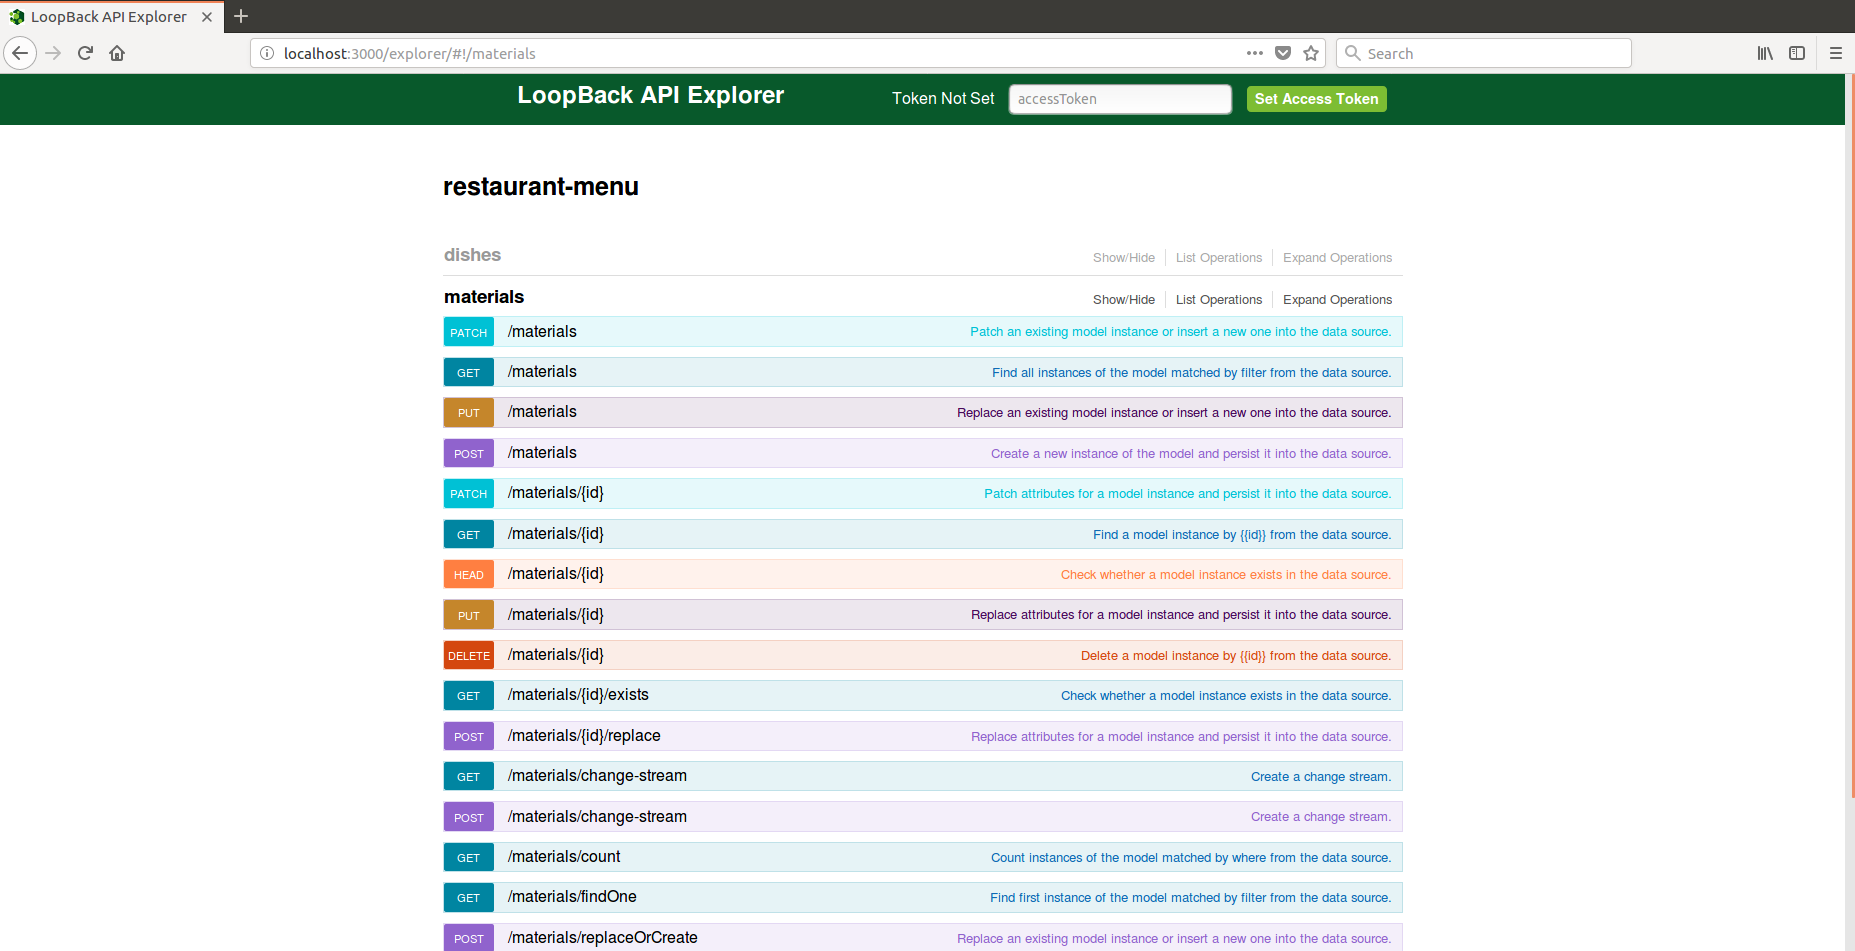 LoopBack API Explorer
localhost:3000/explorer/#!/materials
Search
LoopBack API Explorer
Token Not Set
accessToken
Set Access Token
restaurant-menu
dishes Show/Hide List Operations Expand Operations
materials Show/Hide List Operations Expand Operations
PATCH /materials Patch an existing model instance or insert a new one into the data source.
GET /materials Find all instances of the model matched by filter from the data source.
PUT /materials Replace an existing model instance or insert a new one into the data source.
POST /materials Create a new instance of the model and persist it into the data source.
PATCH /materials/{id} Patch attributes for a model instance and persist it into the data source.
GET /materials/{id} Find a model instance by {{id}} from the data source.
HEAD /materials/{id} Check whether a model instance exists in the data source.
PUT /materials/{id} Replace attributes for a model instance and persist it into the data source.
DELETE /materials/{id} Delete a model instance by {{id}} from the data source.
GET /materials/{id}/exists Check whether a model instance exists in the data source.
POST /materials/{id}/replace Replace attributes for a model instance and persist it into the data source.
GET /materials/change-stream Create a change stream.
POST /materials/change-stream Create a change stream.
GET /materials/count Count instances of the model matched by where from the data source.
GET /materials/findOne Find first instance of the model matched by filter from the data source.
POST /materials/replaceOrCreate Replace an existing model instance or insert a new one into the data source.